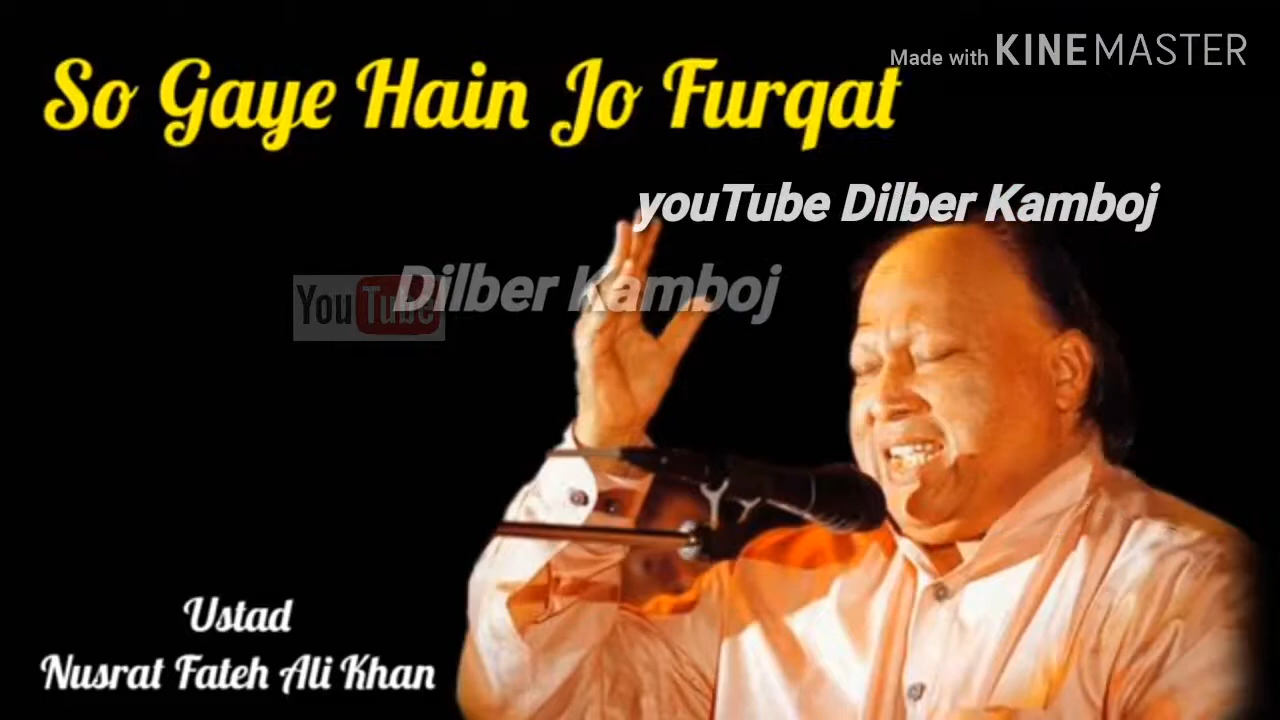 Made with KINEMASTER
So Gaye Hain Jo Furqat
youTube Dilber Kamboj
YouTube Dilber Kamboj
Ustad
Nusrat Fateh Ali Khan